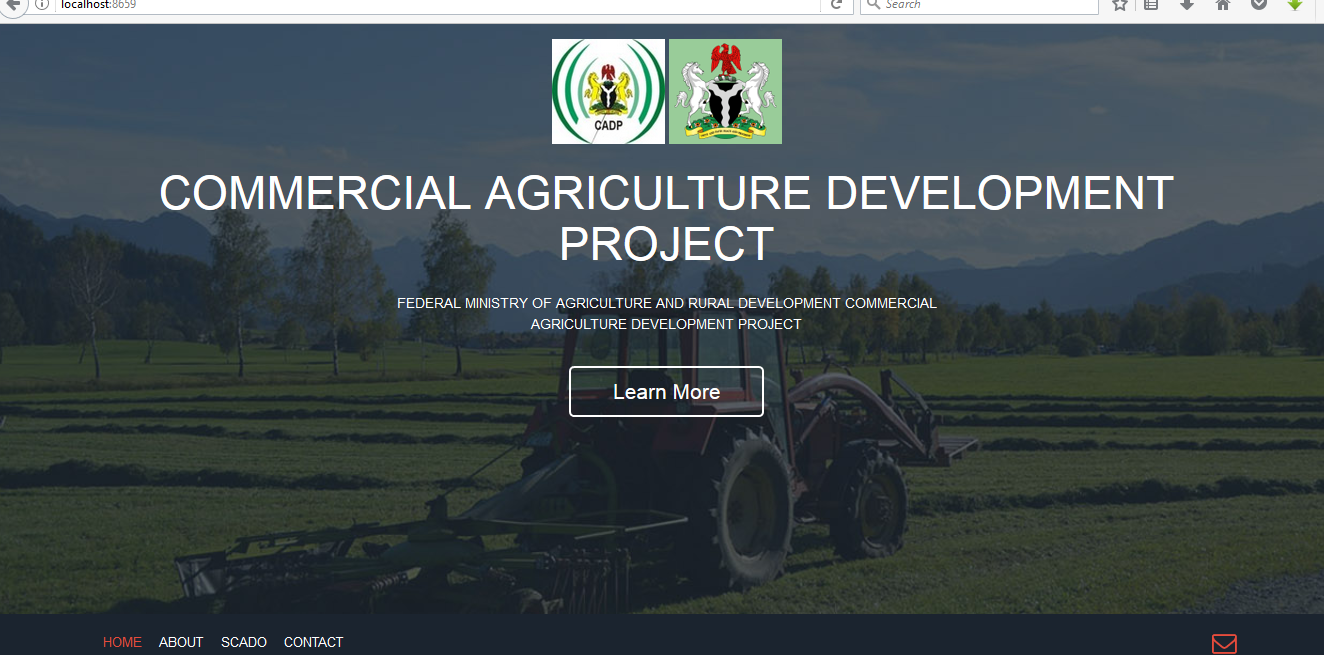 localhost:8659
Search
CADP
COMMERCIAL AGRICULTURE DEVELOPMENT
PROJECT
FEDERAL MINISTRY OF AGRICULTURE AND RURAL DEVELOPMENT COMMERCIAL
AGRICULTURE DEVELOPMENT PROJECT
Learn More
HOME ABOUT SCADO CONTACT